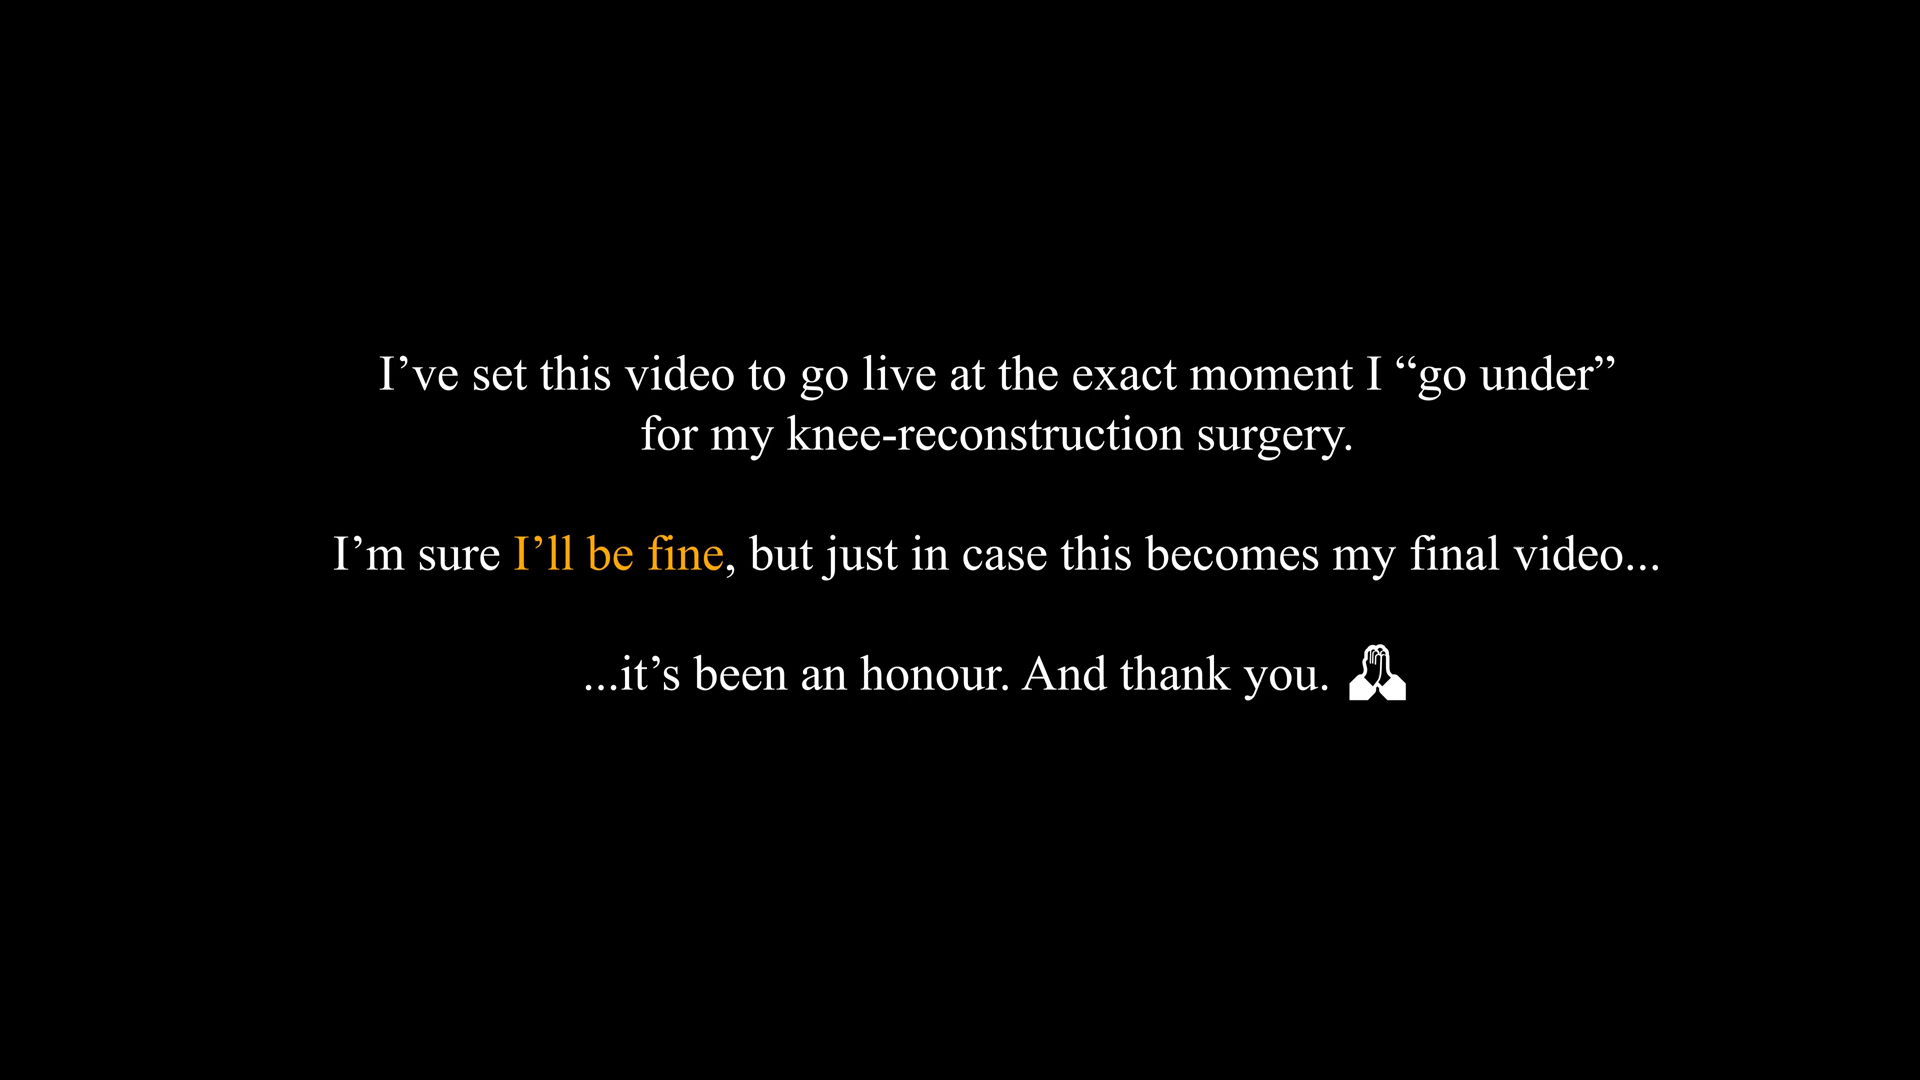 I’ve set this video to go live at the exact moment I “go under”
for my knee-reconstruction surgery.
I’m sure I’ll be fine, but just in case this becomes my final video...
...it’s been an honour. And thank you. 🙏